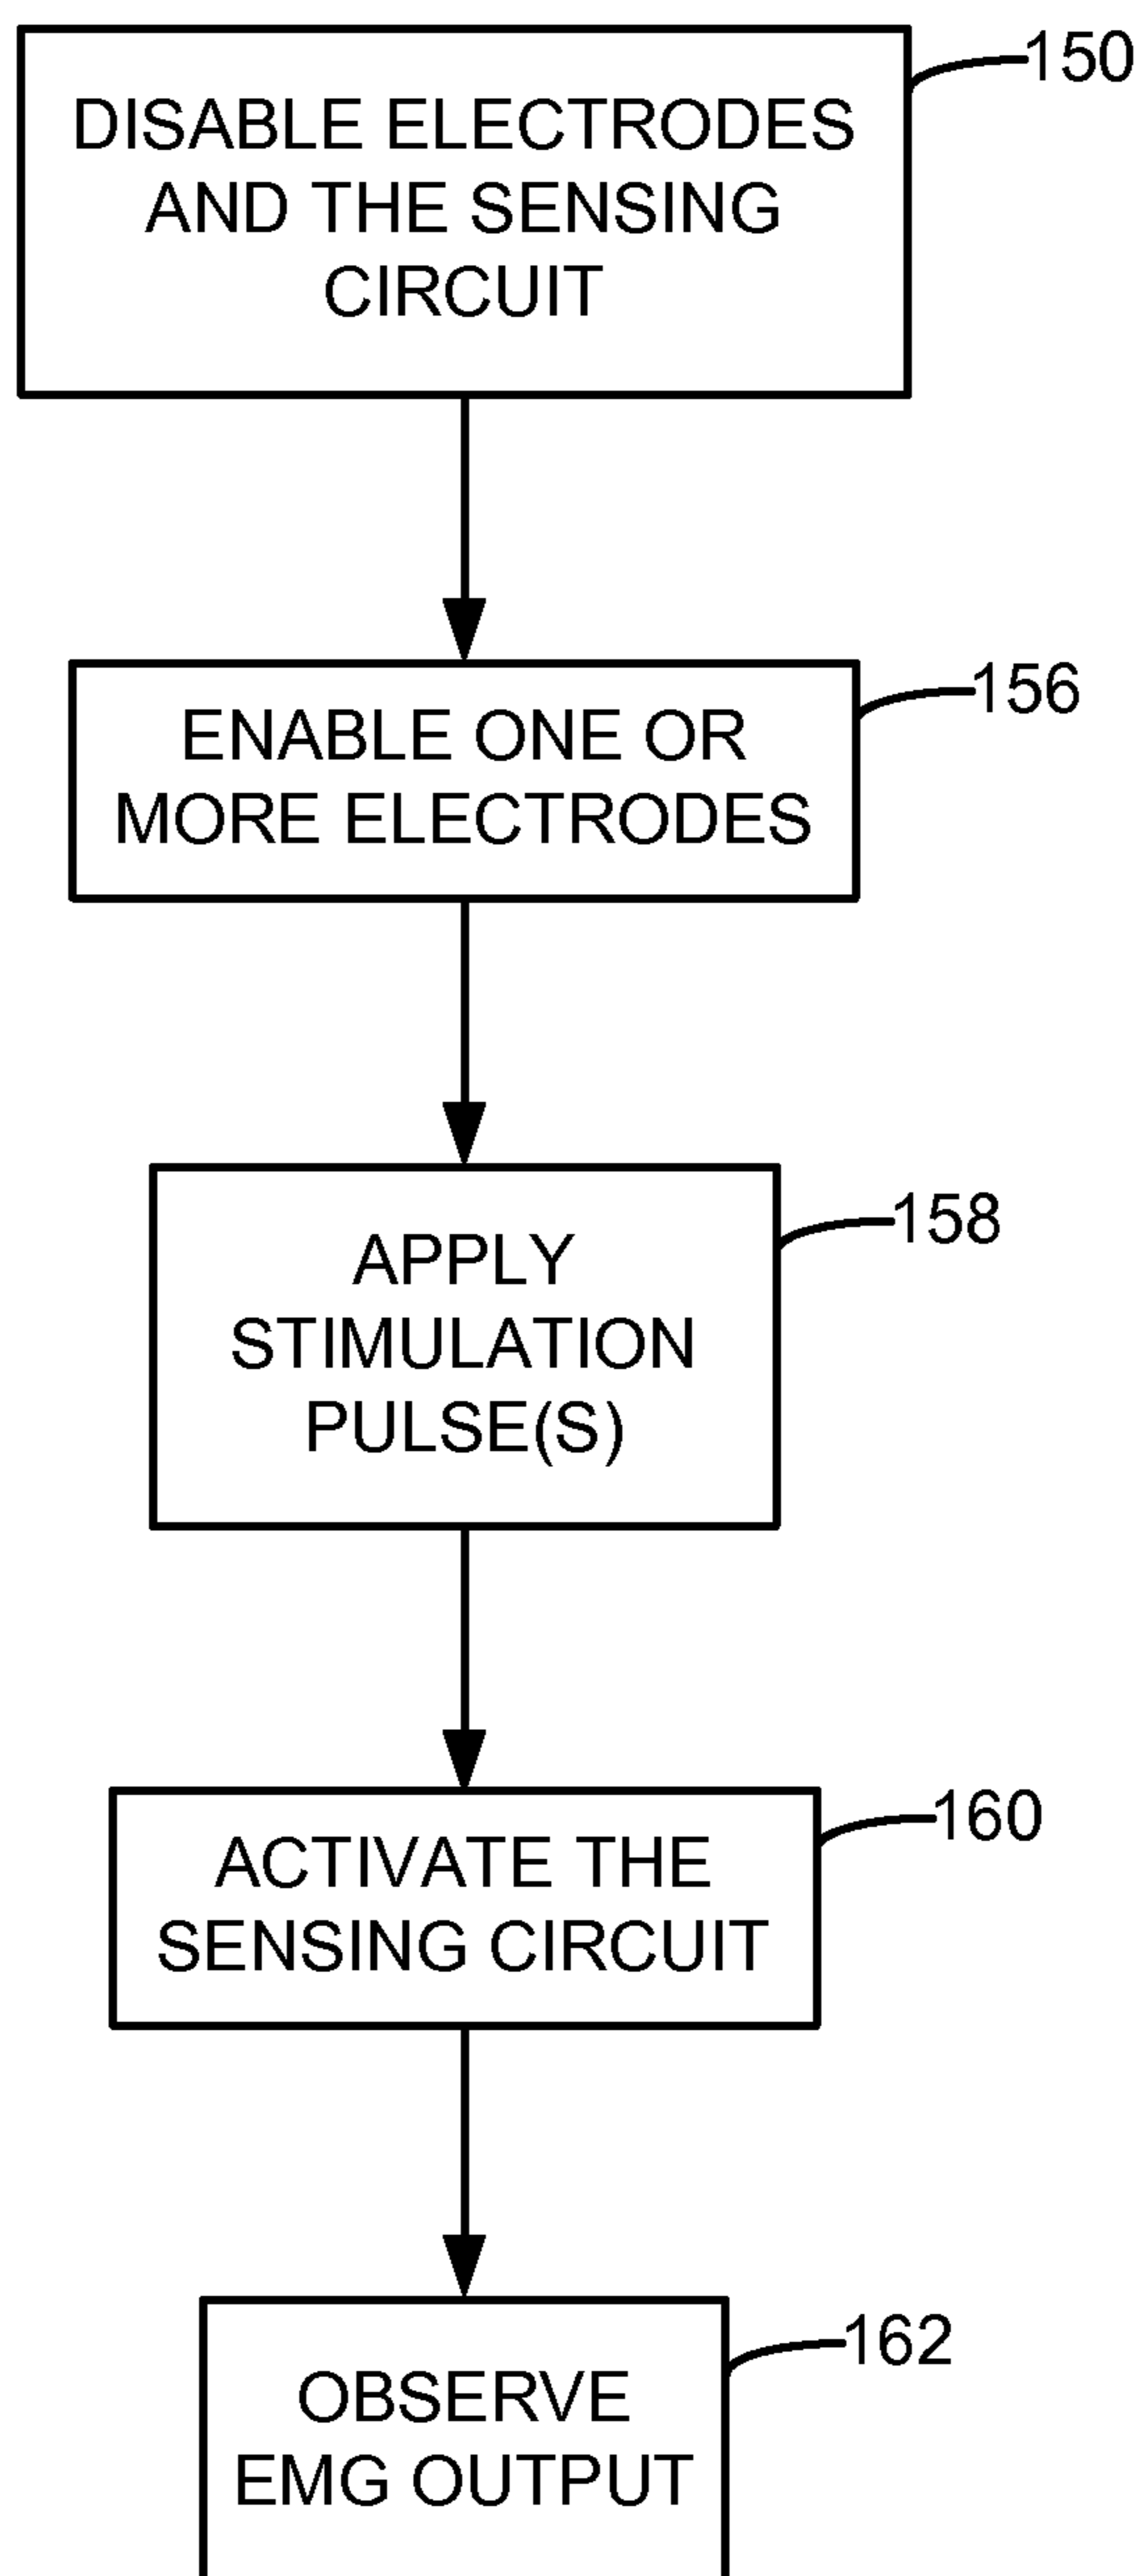 150
DISABLE ELECTRODES
AND THE SENSING
CIRCUIT
156
ENABLE ONE OR
MORE ELECTRODES
158
APPLY
STIMULATION
PULSE(S)
160
ACTIVATE THE
SENSING CIRCUIT
162
OBSERVE
EMG OUTPUT